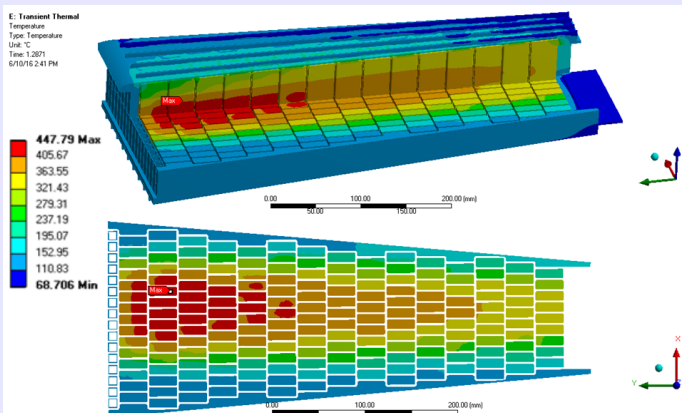 E: Transient Thermal
Temperature
Type: Temperature
Unit: °C
Time: 1.2871
6/10/16 2:41 PM
Max
447.79 Max
405.67
363.55
321.43
279.31
237.19
195.07
152.95
110.83
68.706 Min
0.00 100.00 200.00 (mm)
50.00 150.00
Max
X
Y
0.00 100.00 200.00 (mm)